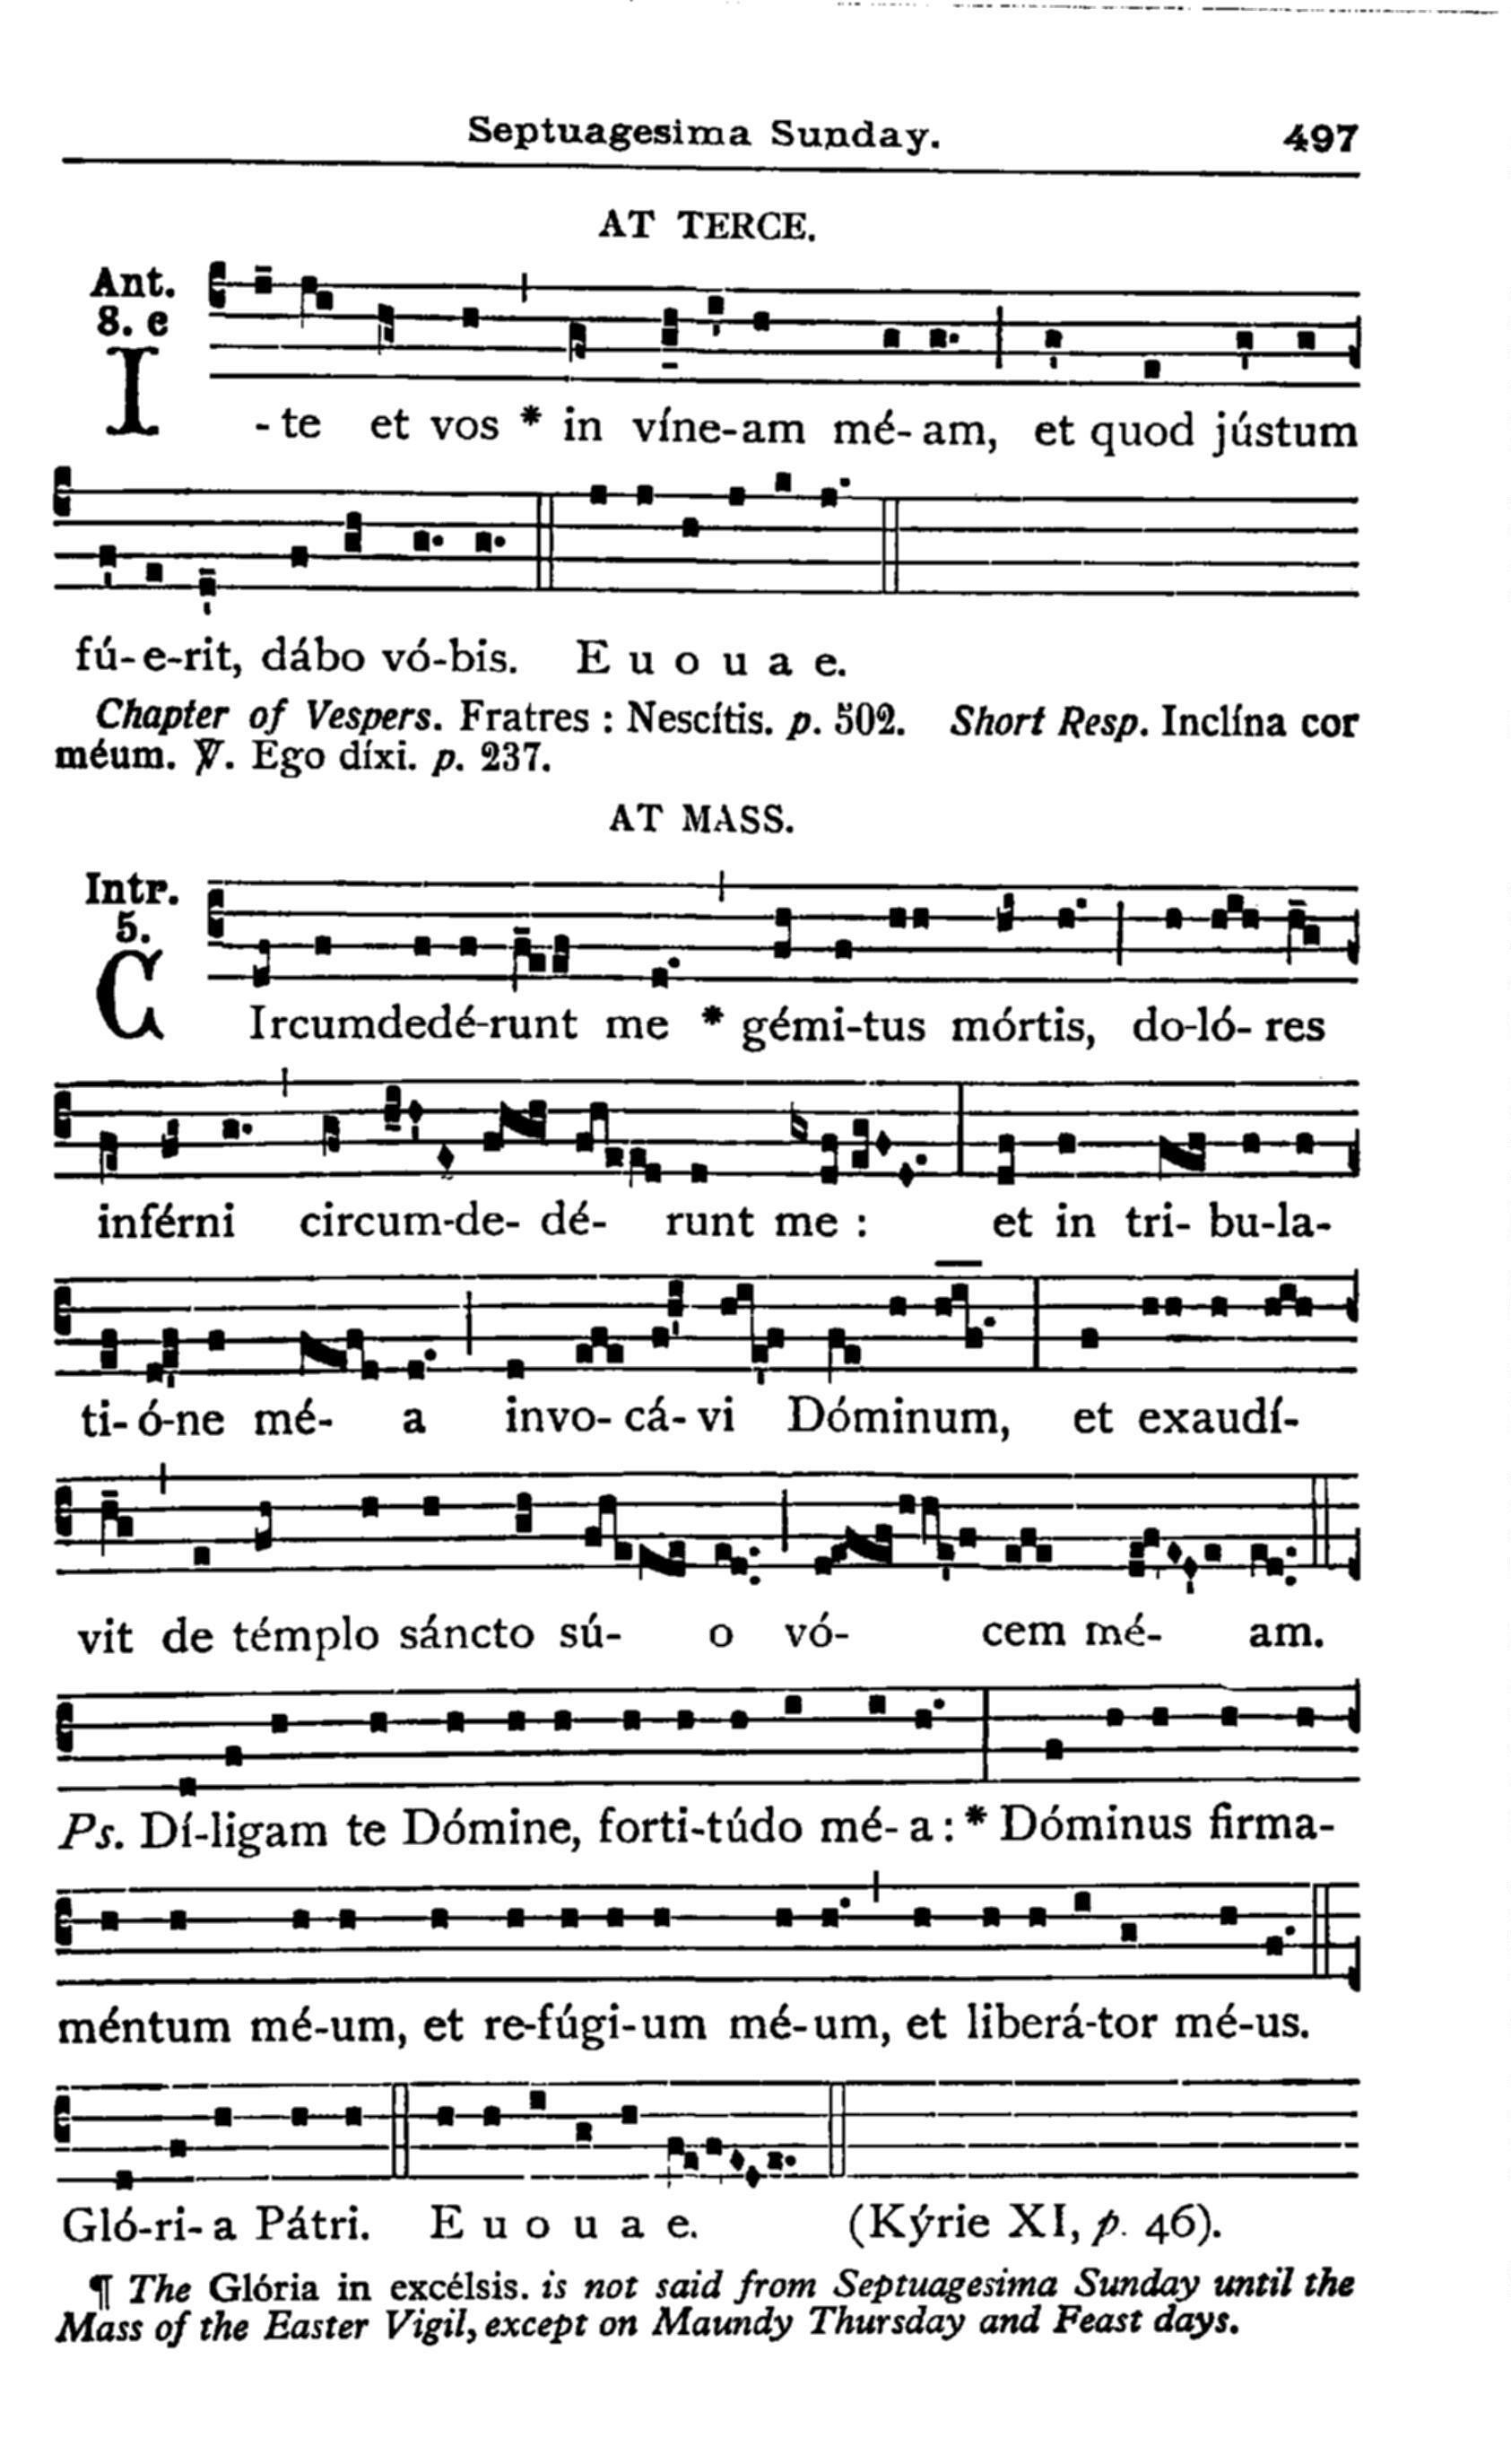 Septuagesima Sunday. 497
AT TERCE.
Ant.
8. c
I-te et vos * in víne-am mé-am, et quod jústum
fú-e-rit, dábo vó-bis. E u o u a e.
Chapter of Vespers. Fratres : Nescítis. p. 502. Short Resp. Inclína cor
méum. ℣. Ego díxi. p. 237.
AT MASS.
Intr.
5.
CIrcumdedé-runt me * gémi-tus mórtis, do-ló- res
inférni circum-de- dé- runt me : et in tri- bu-la-
ti- ó-ne mé- a invo- cá- vi Dóminum, et exaudí-
vit de témplo sáncto sú- o vó- cem mé- am.
Ps. Dí-ligam te Dómine, forti-túdo mé- a : * Dóminus firma-
méntum mé-um, et re-fúgi-um mé-um, et liberá-tor mé-us.
Gló-ri- a Pátri. E u o u a e. (Kýrie XI, p. 46).
¶ The Glória in excélsis. is not said from Septuagesima Sunday until the
Mass of the Easter Vigil, except on Maundy Thursday and Feast days.